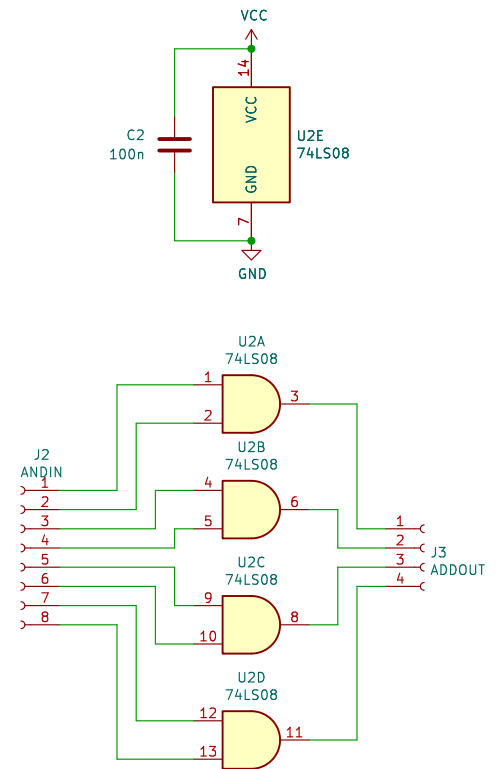 VCC
14
VCC
C2
100n
U2E
74LS08
GND
7
GND
U2A
74LS08
1
2
3
U2B
74LS08
J2
ANDIN
1
2
3
4
5
6
7
8
4
5
6
1
2
3
4
J3
ADDOUT
U2C
74LS08
9
10
8
U2D
74LS08
12
13
11